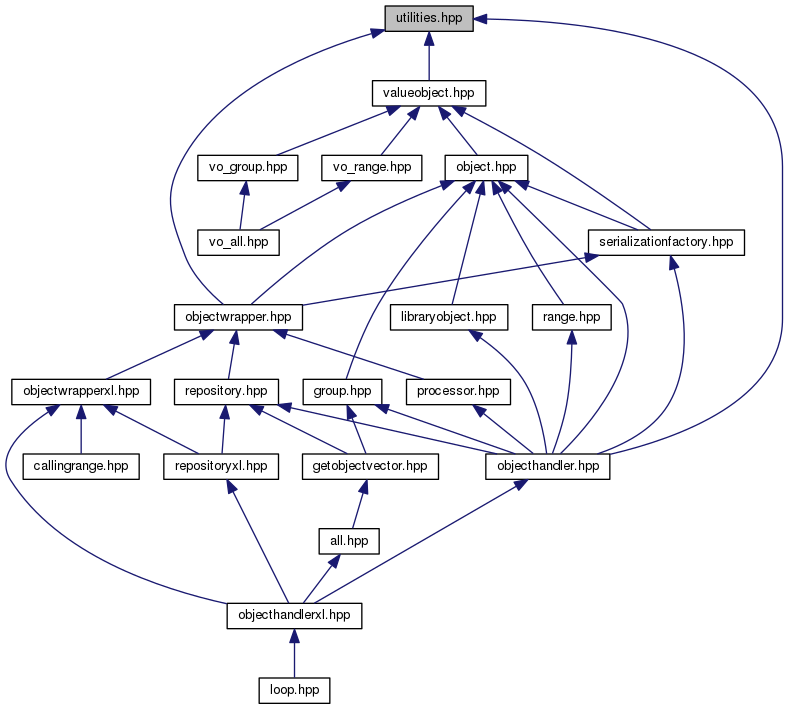 utilities.hpp
valueobject.hpp
vo_group.hpp
vo_range.hpp
object.hpp
vo_all.hpp
serializationfactory.hpp
objectwrapper.hpp
libraryobject.hpp
range.hpp
objectwrapperxl.hpp
repository.hpp
group.hpp
processor.hpp
callingrange.hpp
repositoryxl.hpp
getobjectvector.hpp
objecthandler.hpp
all.hpp
objecthandlerxl.hpp
loop.hpp